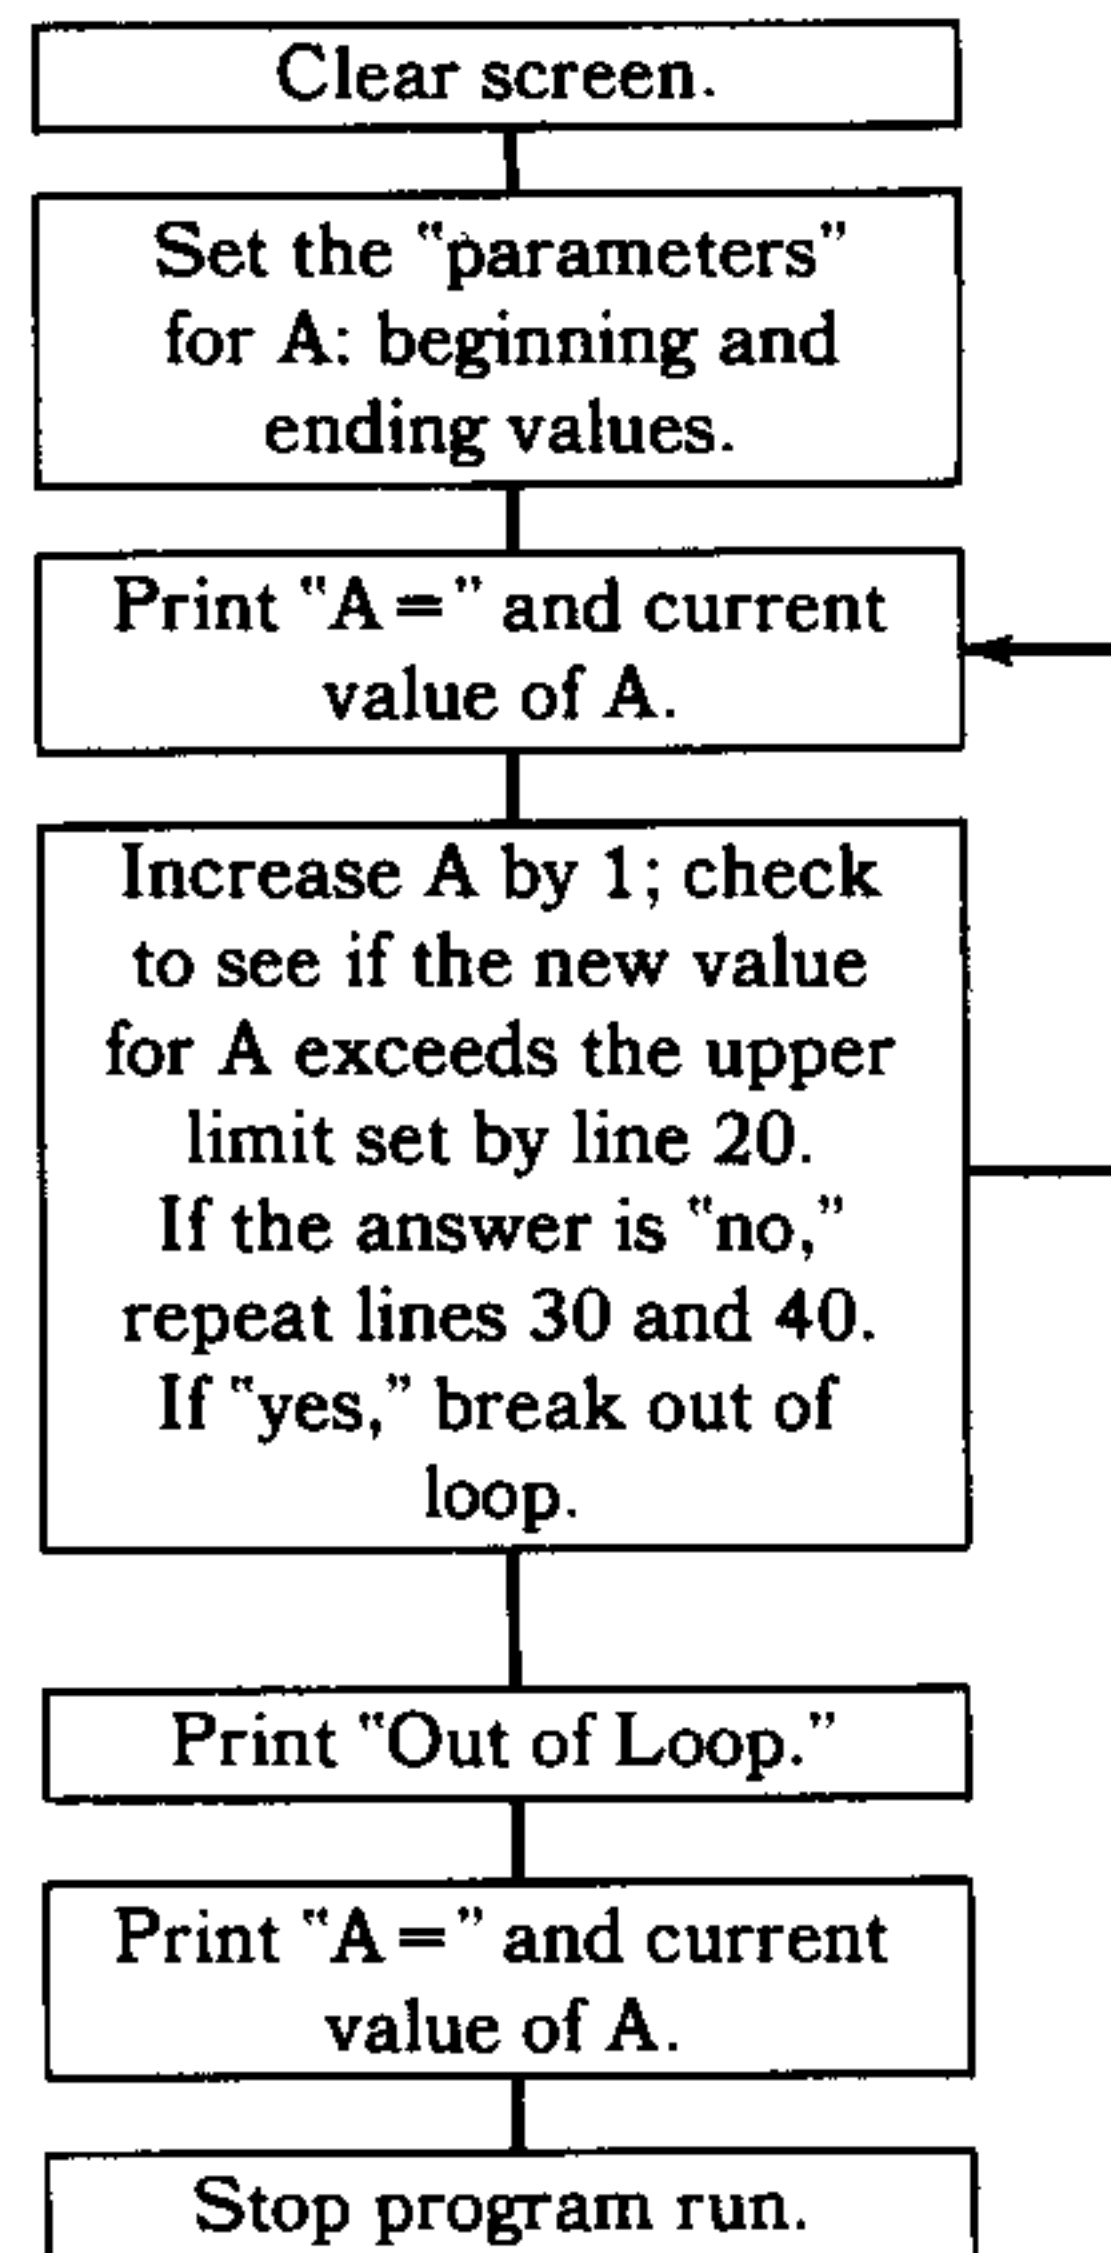 Clear screen.
Set the “parameters”
for A: beginning and
ending values.
Print “A=” and current
value of A.
Increase A by 1; check
to see if the new value
for A exceeds the upper
limit set by line 20.
If the answer is “no,”
repeat lines 30 and 40.
If “yes,” break out of
loop.
Print “Out of Loop.”
Print “A=” and current
value of A.
Stop program run.